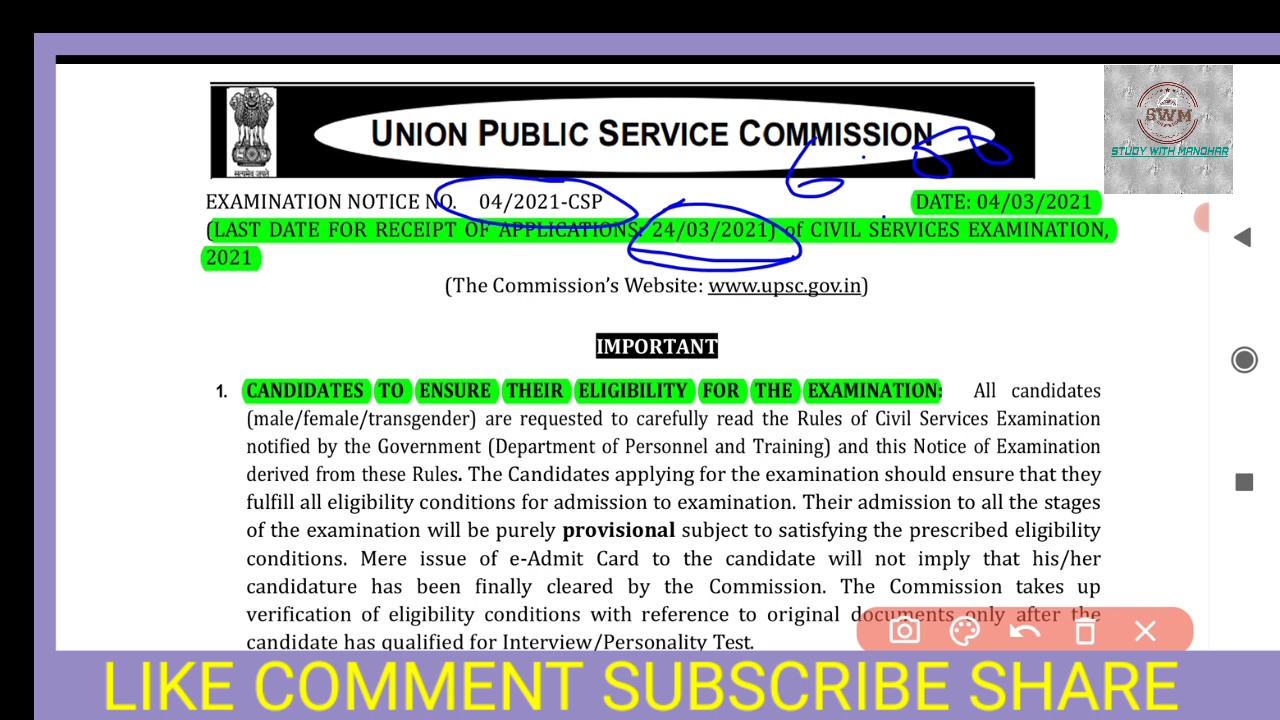 UNION PUBLIC SERVICE COMMISSION
सत्यमेव जयते
SWM
STUDY WITH MANOHAR
EXAMINATION NOTICE NO. 04/2021-CSP DATE: 04/03/2021
(LAST DATE FOR RECEIPT OF APPLICATIONS: 24/03/2021) of CIVIL SERVICES EXAMINATION,
2021
(The Commission's Website: www.upsc.gov.in)
IMPORTANT
1. CANDIDATES TO ENSURE THEIR ELIGIBILITY FOR THE EXAMINATION: All candidates
(male/female/transgender) are requested to carefully read the Rules of Civil Services Examination
notified by the Government (Department of Personnel and Training) and this Notice of Examination
derived from these Rules. The Candidates applying for the examination should ensure that they
fulfill all eligibility conditions for admission to examination. Their admission to all the stages
of the examination will be purely provisional subject to satisfying the prescribed eligibility
conditions. Mere issue of e-Admit Card to the candidate will not imply that his/her
candidature has been finally cleared by the Commission. The Commission takes up
verification of eligibility conditions with reference to original documents only after the
candidate has qualified for Interview/Personality Test.
LIKE COMMENT SUBSCRIBE SHARE